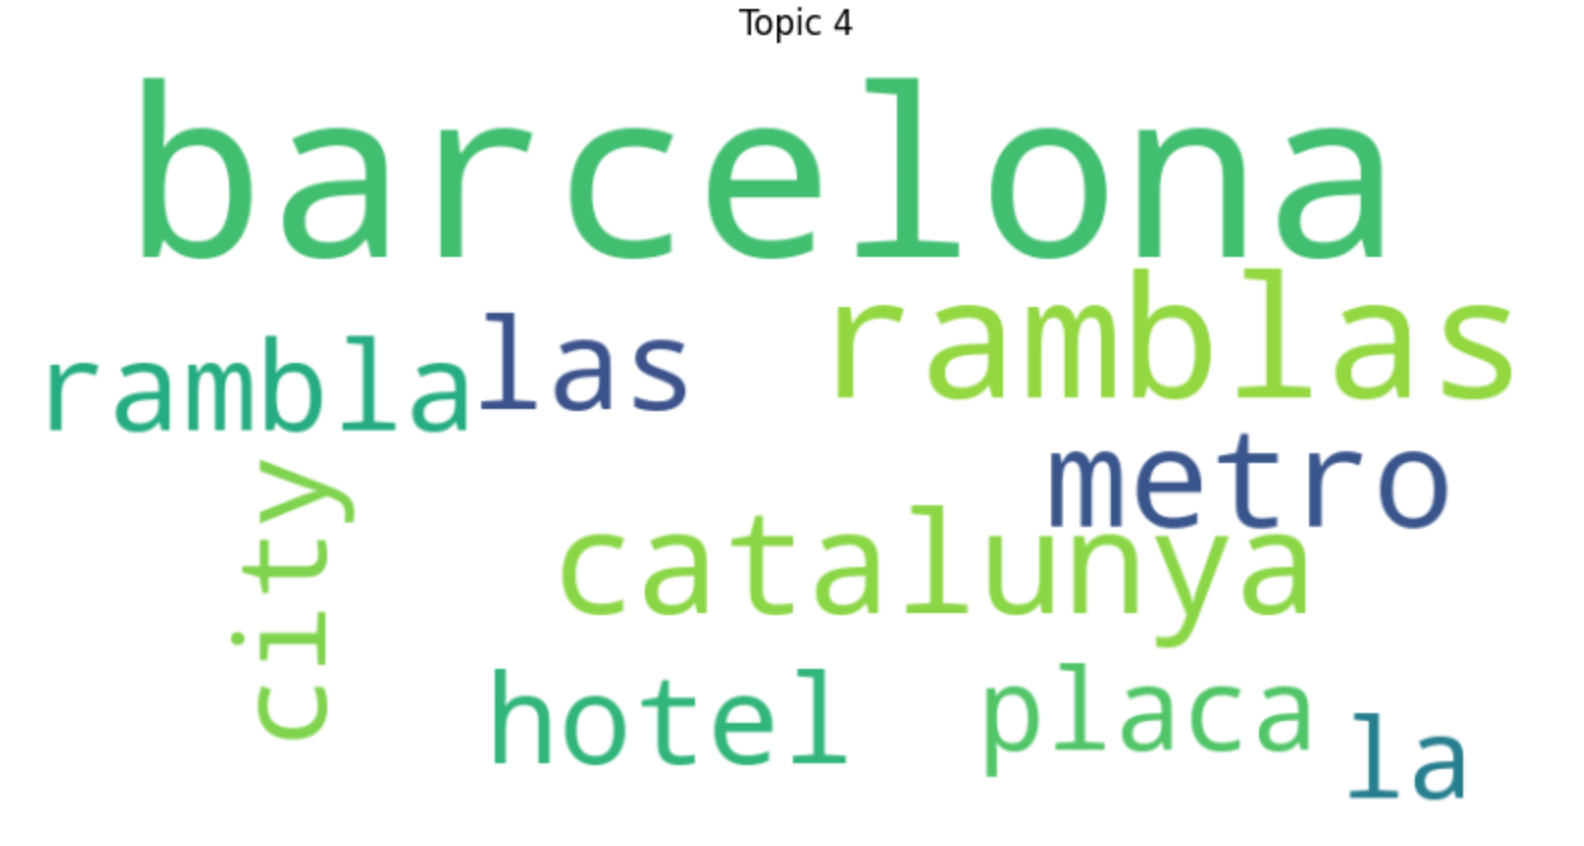 Topic 4
barcelona
ramblas
rambla
las
metro
city
catalunya
hotel
placa
la